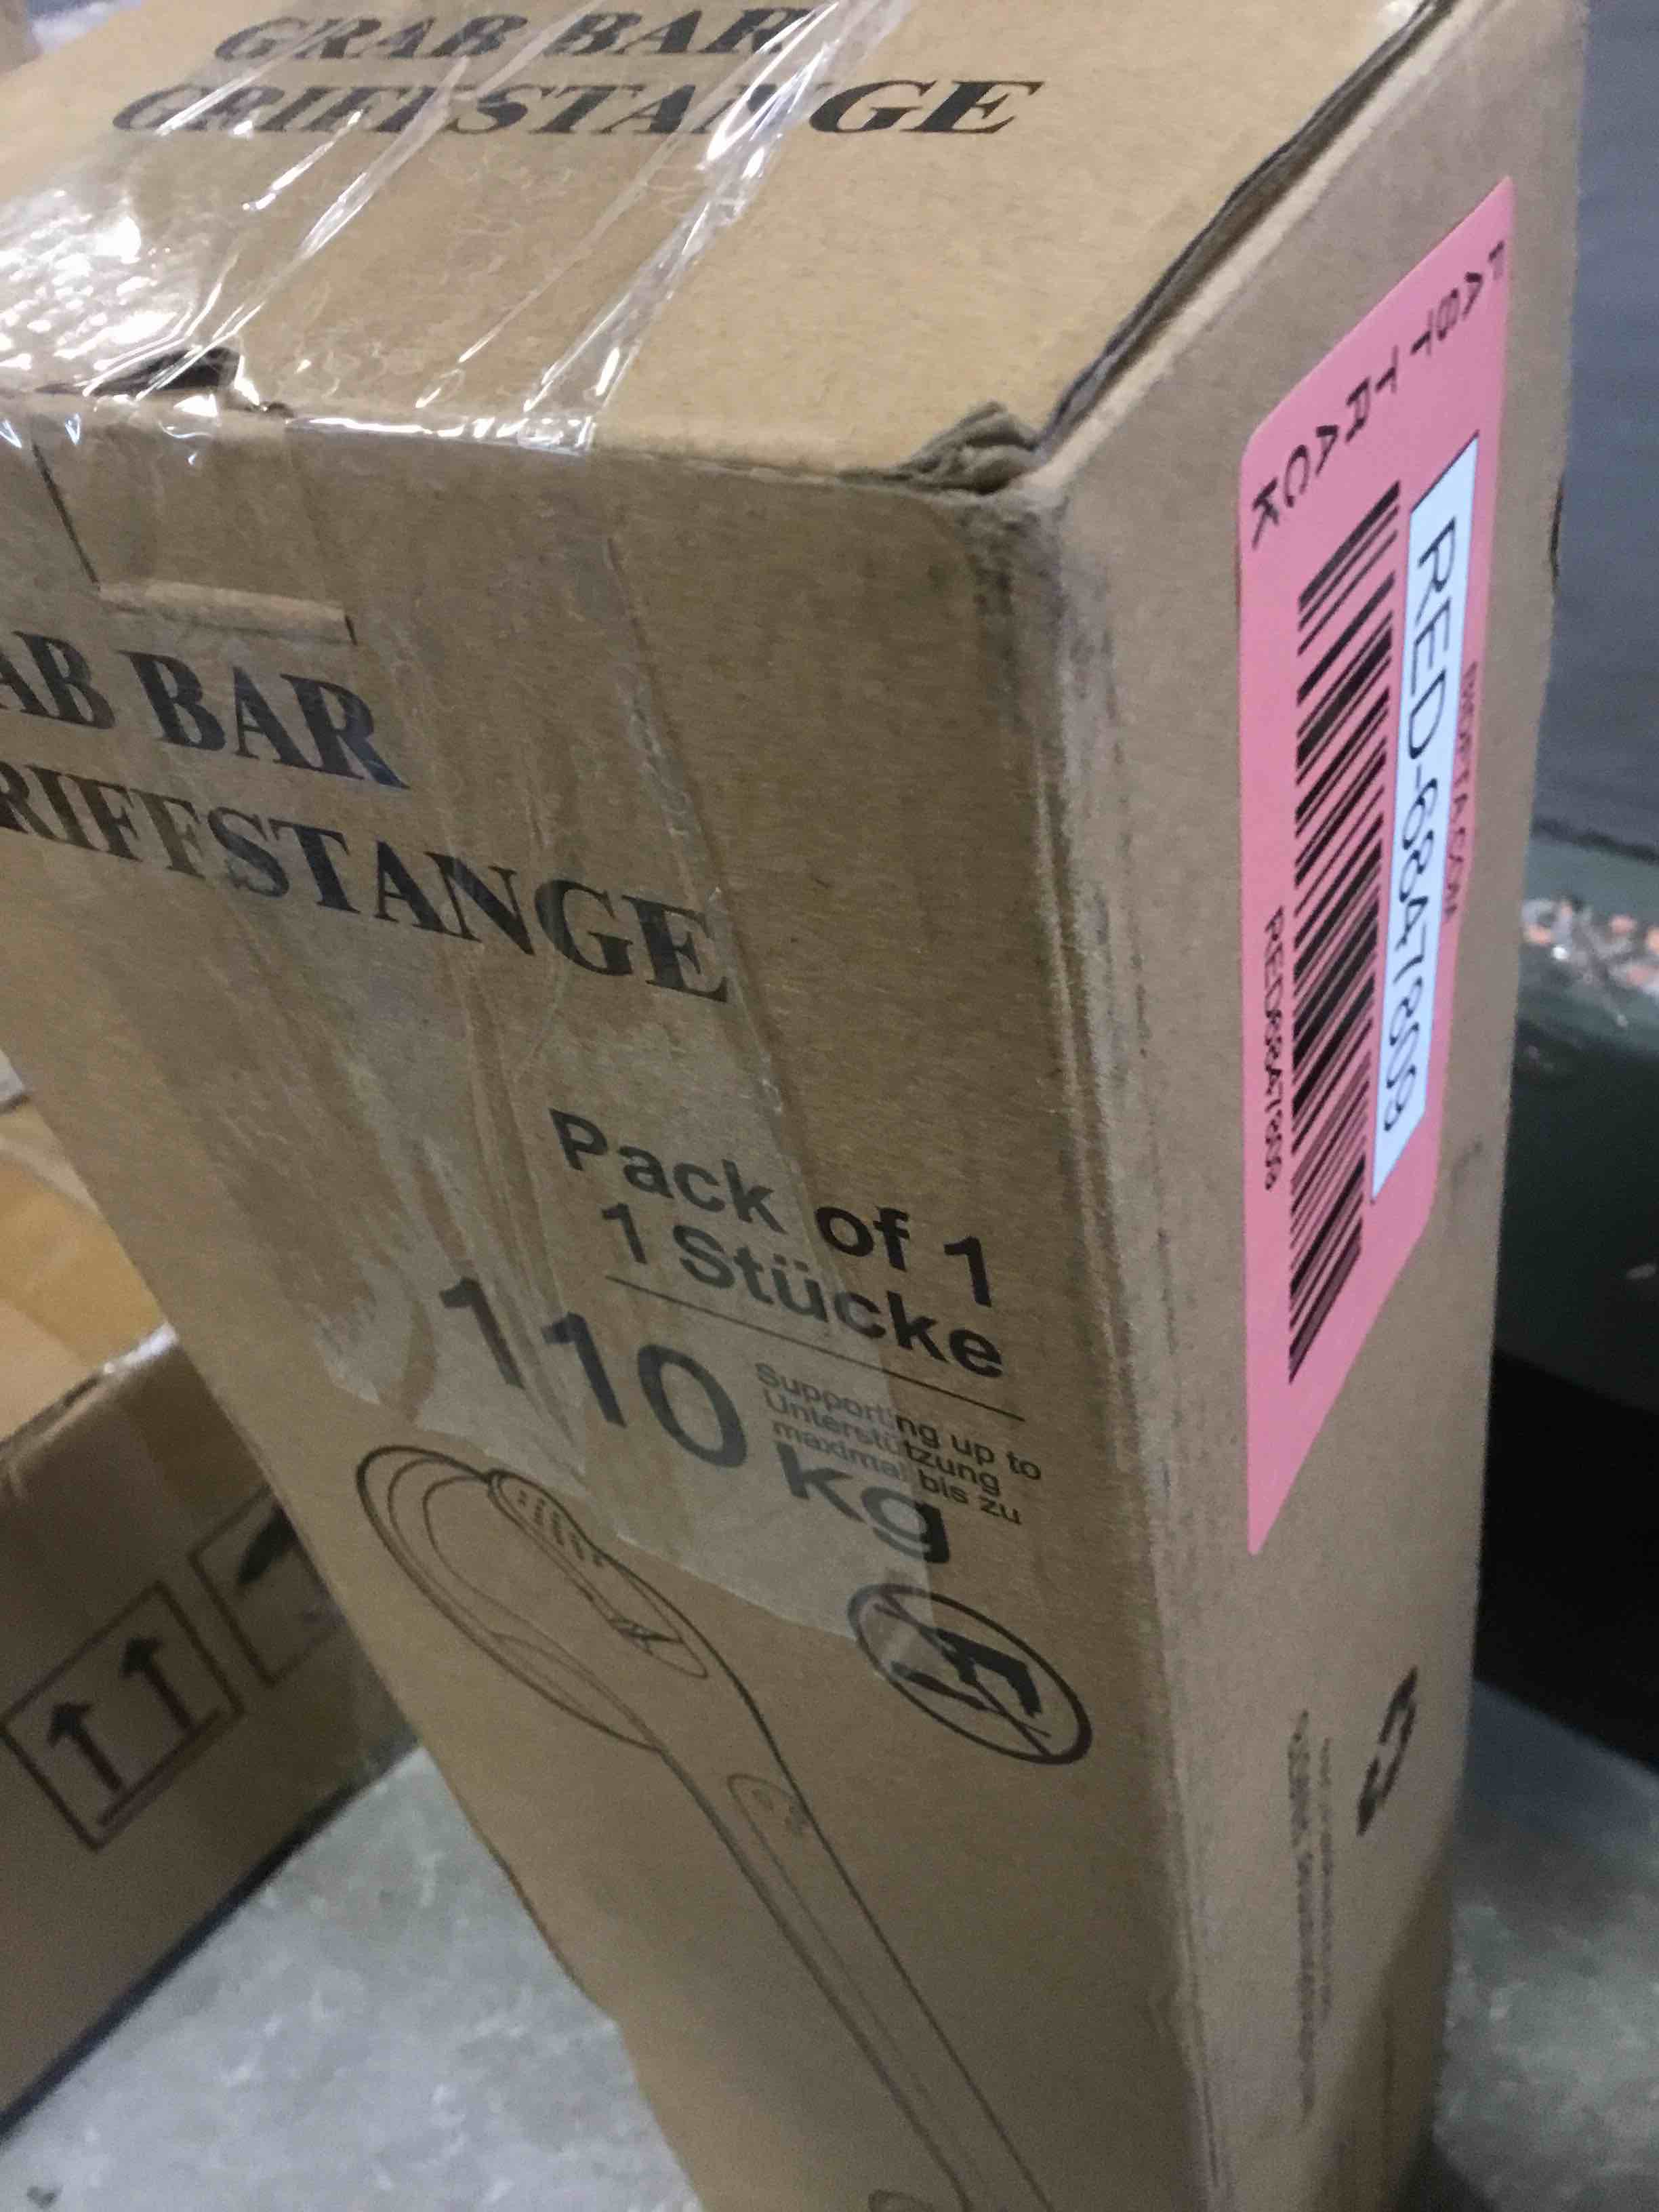 GRAB BAR
GRIFFSTANGE
AB BAR
RIFFSTANGE
Pack of 1
1 Stücke
110 kg
Supporting up to
Unterstützung
maximal bis zu
FAST TRACK
RED-6847869